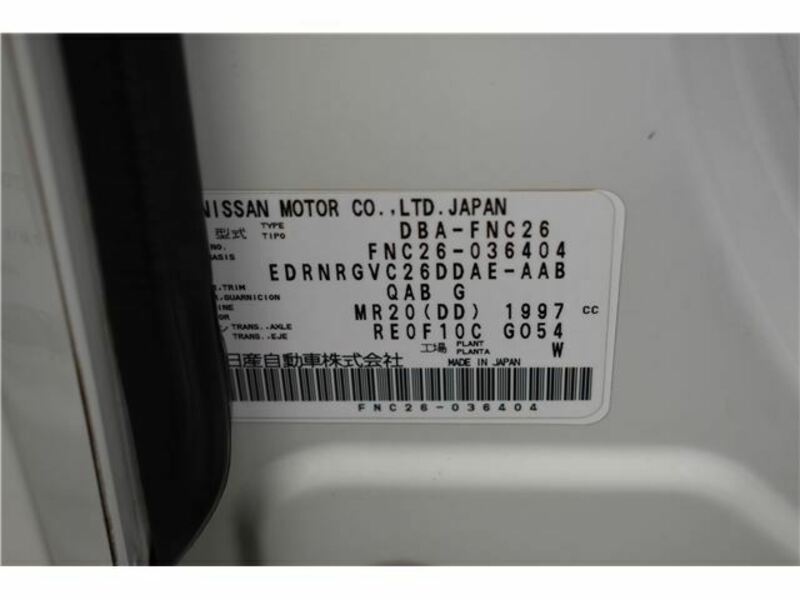 NISSAN MOTOR CO.,LTD.JAPAN
型式 TYPE TIPO DBA-FNC26
NO. FNC26-036404
EDRNRGVC26DDAE-AAB
TRIM GUARNICION QAB G
MR20(DD) 1997 CC
TRANS..AXLE TRANS..EJE RE0F10C GO54
工場 PLANT PLANTA W
日産自動車株式会社 MADE IN JAPAN
FNC26-036404